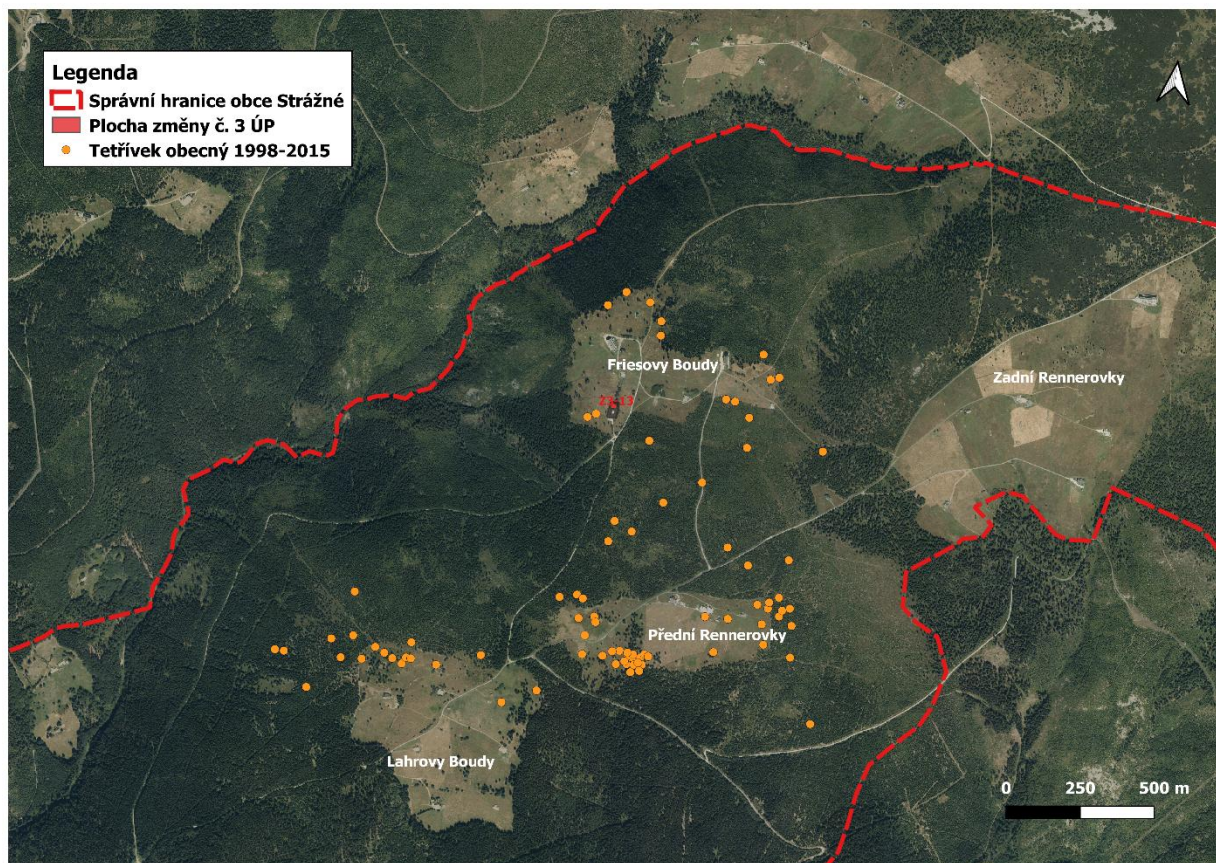 Legenda
Správní hranice obce Strážné
Plocha změny č. 3 ÚP
Tetřívek obecný 1998-2015
Friesovy Boudy
Zadní Rennerovky
Přední Rennerovky
Lahrovy Boudy
0 250 500 m